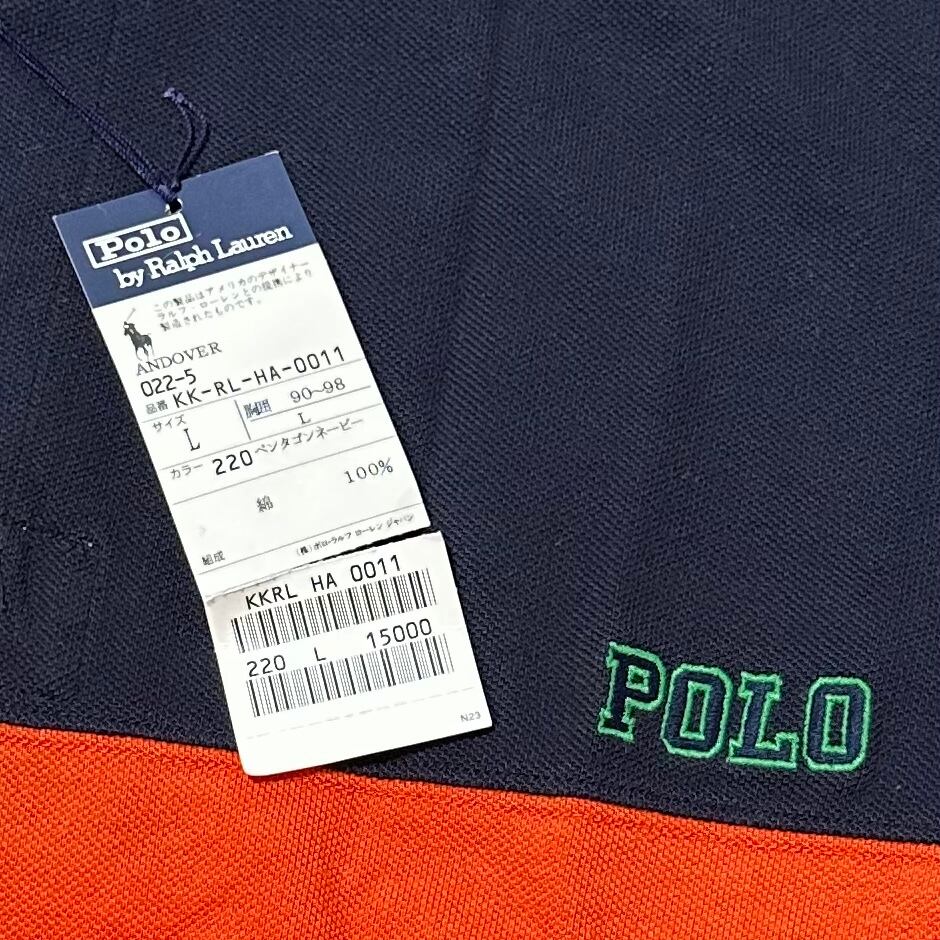 Polo
by Ralph Lauren
この製品はアメリカのデザイナー
ラルフ・ローレンとの提携により
製造されたものです。
ANDOVER
022-5
品番 KK-RL-HA-0011
サイズ 胸囲 90~98
L L
カラー 220 ペンタゴンネービー
綿 100%
組成 (株)ポロ・ラルフ ローレン ジャパン
KKRL HA 0011
220 L 15000
N23
POLO